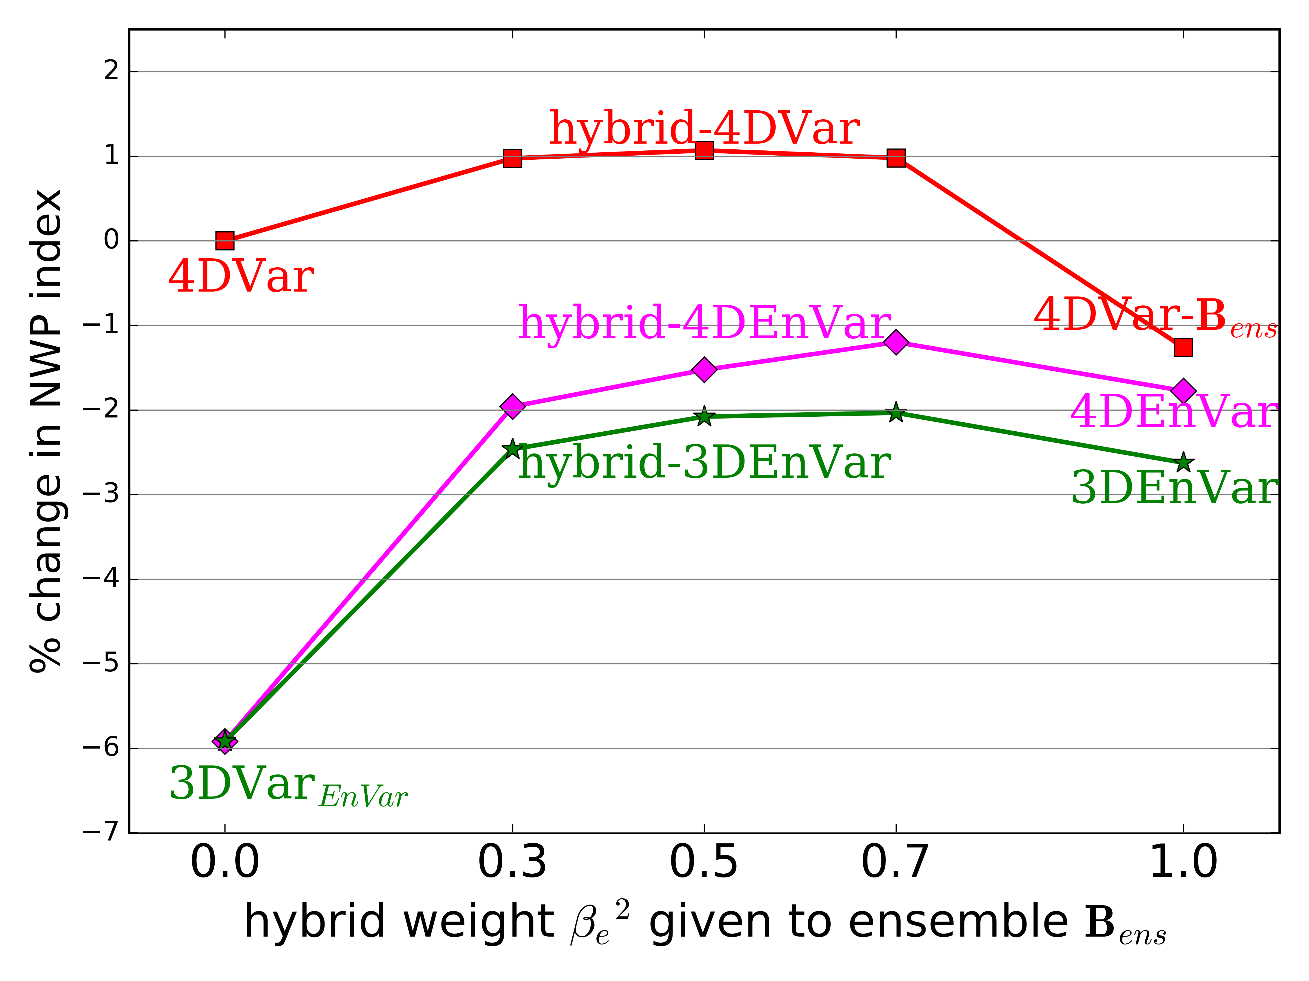 2
1
0
−1
−2
−3
−4
−5
−6
−7
% change in NWP index
hybrid-4DVar
4DVar
4DVar-B_ens
hybrid-4DEnVar
4DEnVar
hybrid-3DEnVar
3DEnVar
3DVar_EnVar
0.0 0.3 0.5 0.7 1.0
hybrid weight β_e² given to ensemble B_ens